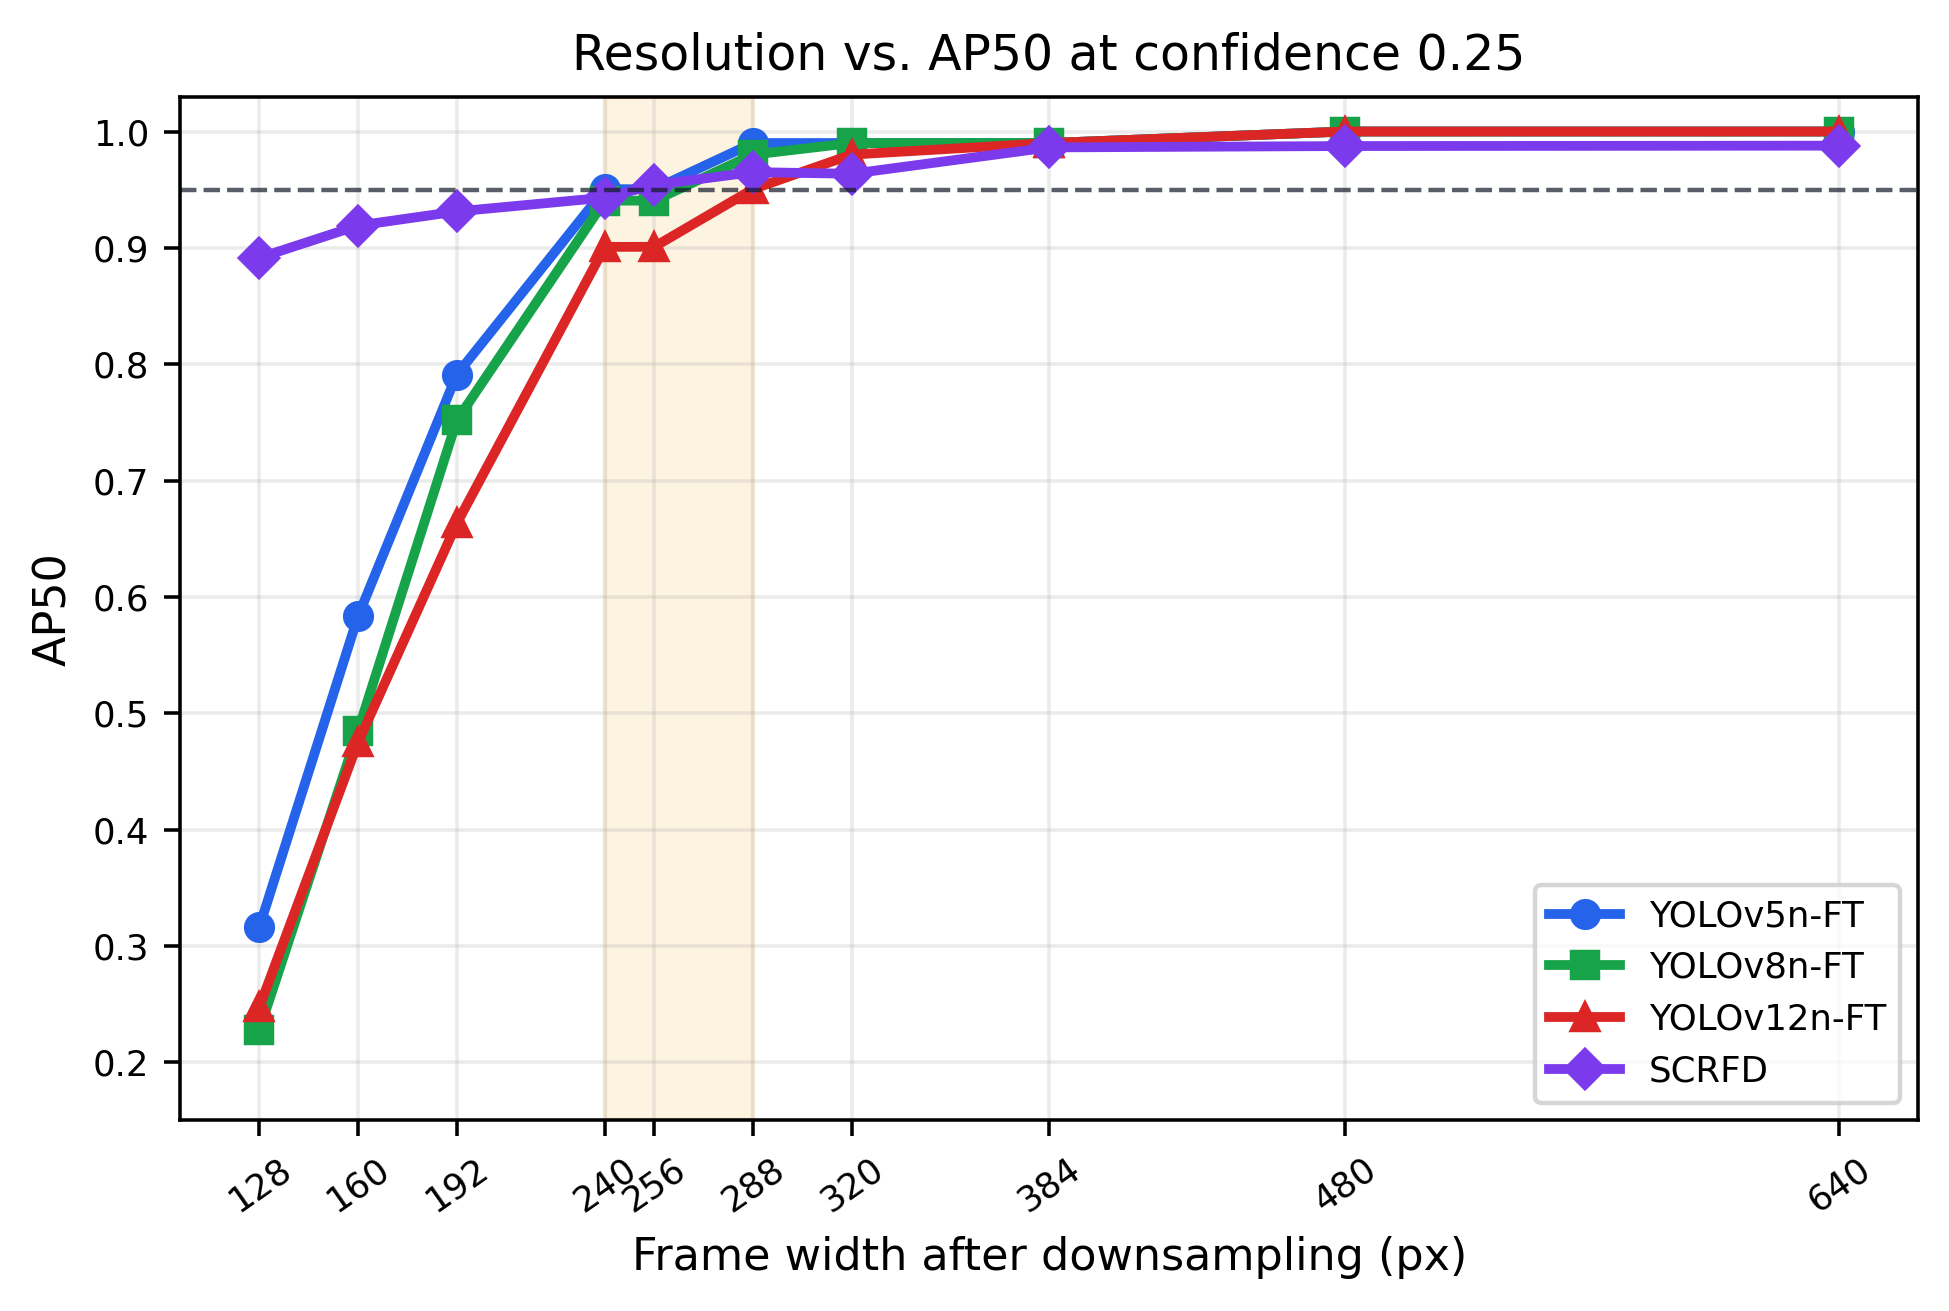 Resolution vs. AP50 at confidence 0.25
AP50
1.0
0.9
0.8
0.7
0.6
0.5
0.4
0.3
0.2
128
160
192
240
256
288
320
384
480
640
Frame width after downsampling (px)
YOLOv5n-FT
YOLOv8n-FT
YOLOv12n-FT
SCRFD